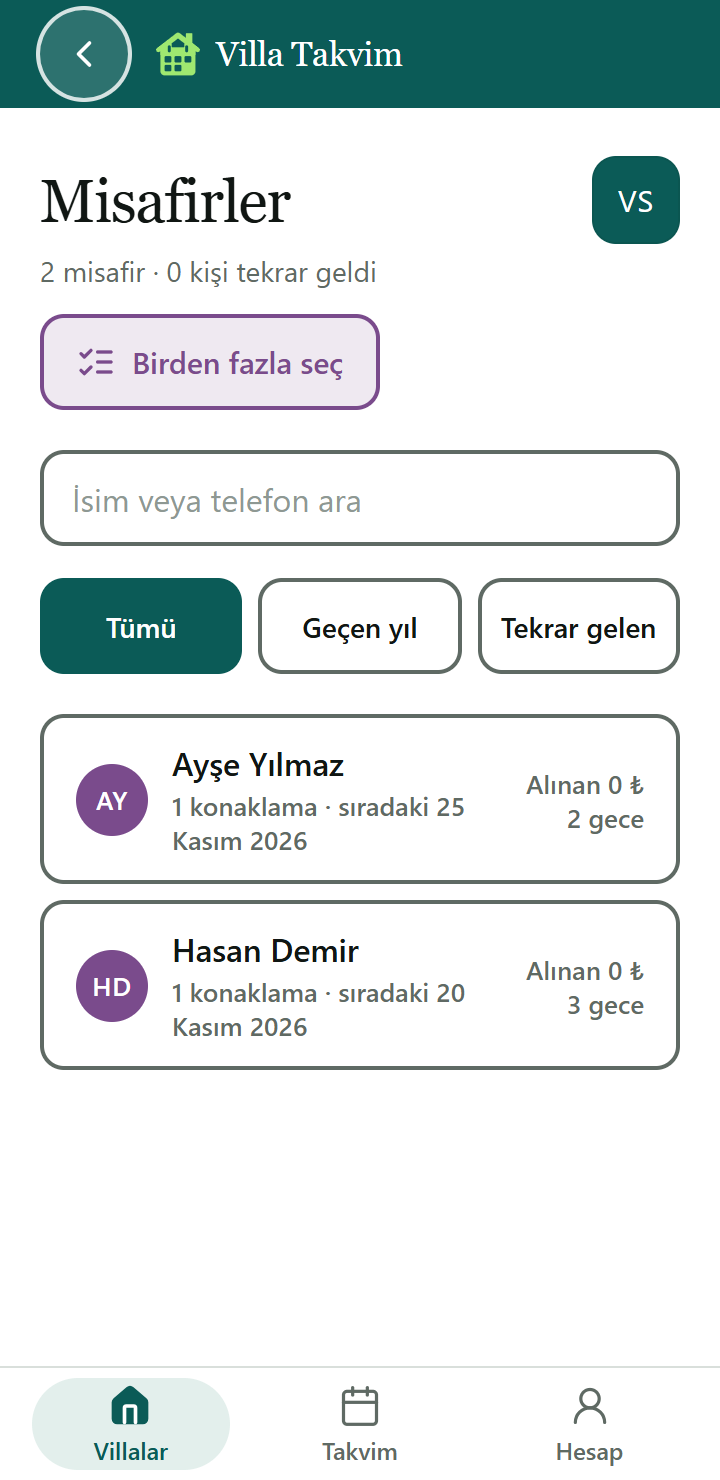 Villa Takvim
Misafirler
VS
2 misafir · 0 kişi tekrar geldi
Birden fazla seç
İsim veya telefon ara
Tümü
Geçen yıl
Tekrar gelen
AY
Ayşe Yılmaz
1 konaklama · sıradaki 25
Kasım 2026
Alınan 0 ₺
2 gece
HD
Hasan Demir
1 konaklama · sıradaki 20
Kasım 2026
Alınan 0 ₺
3 gece
Villalar
Takvim
Hesap